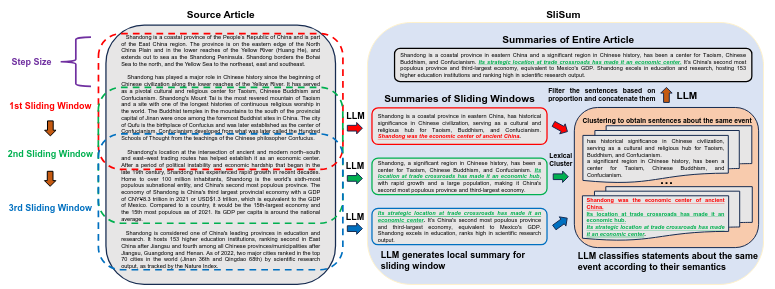 Source Article
SliSum
Step Size
1st Sliding Window
2nd Sliding Window
3rd Sliding Window
Shandong is a coastal province of the People's Republic of China and is part
of the East China region. The province is on the eastern edge of the North
China Plain and in the lower reaches of the Yellow River (Huang He), and
extends out to sea as the Shandong Peninsula. Shandong borders the Bohai
Sea to the north, and the Yellow Sea to the northeast, east and southeast.
Shandong has played a major role in Chinese history since the beginning of
Chinese civilization along the lower reaches of the Yellow River. It has served
as a pivotal cultural and religious center for Taoism, Chinese Buddhism and
Confucianism. Shandong's Mount Tai is the most revered mountain of Taoism
and a site with one of the longest histories of continuous religious worship in
the world. The Buddhist temples in the mountains to the south of the provincial
capital of Jinan were once among the foremost Buddhist sites in China. The city
of Qufu is the birthplace of Confucius and was later established as the center of
Confucianism. Confucianism developed from what was later called the Hundred
Schools of Thought from the teachings of the Chinese philosopher Confucius.
Shandong's location at the intersection of ancient and modern north–south
and east–west trading routes has helped establish it as an economic center.
After a period of political instability and economic hardship that began in the
late 19th century, Shandong has experienced rapid growth in recent decades.
Home to over 100 million inhabitants, Shandong is the world's sixth-most
populous subnational entity, and China's second most populous province. The
economy of Shandong is China's third largest provincial economy with a GDP
of CNY¥8.3 trillion in 2021 or USD$1.3 trillion, which is equivalent to the GDP
of Mexico. Compared to a country, it would be the 15th-largest economy and
the 15th most populous as of 2021. Its GDP per capita is around the national
average.
Shandong is considered one of China's leading provinces in education and
research. It hosts 153 higher education institutions, ranking second in East
China after Jiangsu and fourth among all Chinese provinces/municipalities after
Jiangsu, Guangdong and Henan. As of 2022, two major cities ranked in the top
70 cities in the world (Jinan 36th and Qingdao 68th) by scientific research
output, as tracked by the Nature Index.
LLM
LLM
LLM
Summaries of Entire Article
Shandong is a coastal province in eastern China and a significant region in Chinese history, has been a center for Taoism, Chinese
Buddhism, and Confucianism. Its strategic location at trade crossroads has made it an economic center. It's China's second most
populous province and third-largest economy, equivalent to Mexico's GDP. Shandong excels in education and research, hosting 153
higher education institutions and ranking high in scientific research output.
Summaries of Sliding Windows
Shandong is a coastal province in eastern China, has historical
significance in Chinese civilization, serving as a cultural and
religious hub for Taoism, Buddhism, and Confucianism.
Shandong was the economic center of ancient China.
Shandong, a significant region in Chinese history, has been a
center for Taoism, Chinese Buddhism, and Confucianism. Its
strategic location at trade crossroads has made it an economic hub,
with rapid growth and a large population, making it China's
second most populous province and third-largest economy.
Its strategic location at trade crossroads has made it an
economic center. It's China's second most populous province
and third-largest economy, equivalent to Mexico's GDP.
Shandong excels in education, ranks high in scientific research
output.
LLM generates local summary for
sliding window
Filter the sentences based on
proportion and concatenate them
LLM
Lexical
Cluster
Clustering to obtain sentences about the same event
has historical significance in Chinese civilization,
serving as a cultural and religious hub for Taoism,
Buddhism, and Confucianism.
a significant region in Chinese history, has been a
center for Taoism, Chinese Buddhism, and
Confucianism.
...
Shandong was the economic center of ancient
China.
Its location at trade crossroads has made it an
economic hub.
Its strategic location at trade crossroads has made
it an economic center.
LLM classifies statements about the same
event according to their semantics